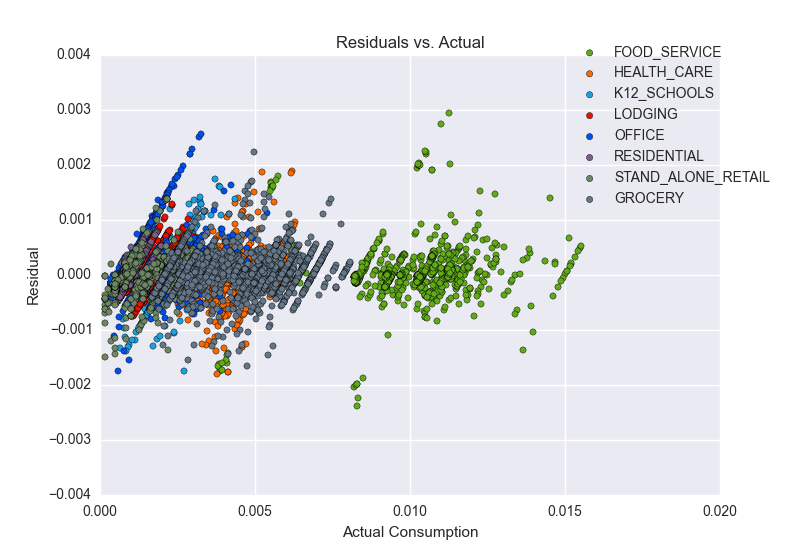 Residuals vs. Actual
0.004
0.003
0.002
0.001
0.000
−0.001
−0.002
−0.003
−0.004
Residual
0.000
0.005
0.010
0.015
0.020
Actual Consumption
FOOD_SERVICE
HEALTH_CARE
K12_SCHOOLS
LODGING
OFFICE
RESIDENTIAL
STAND_ALONE_RETAIL
GROCERY